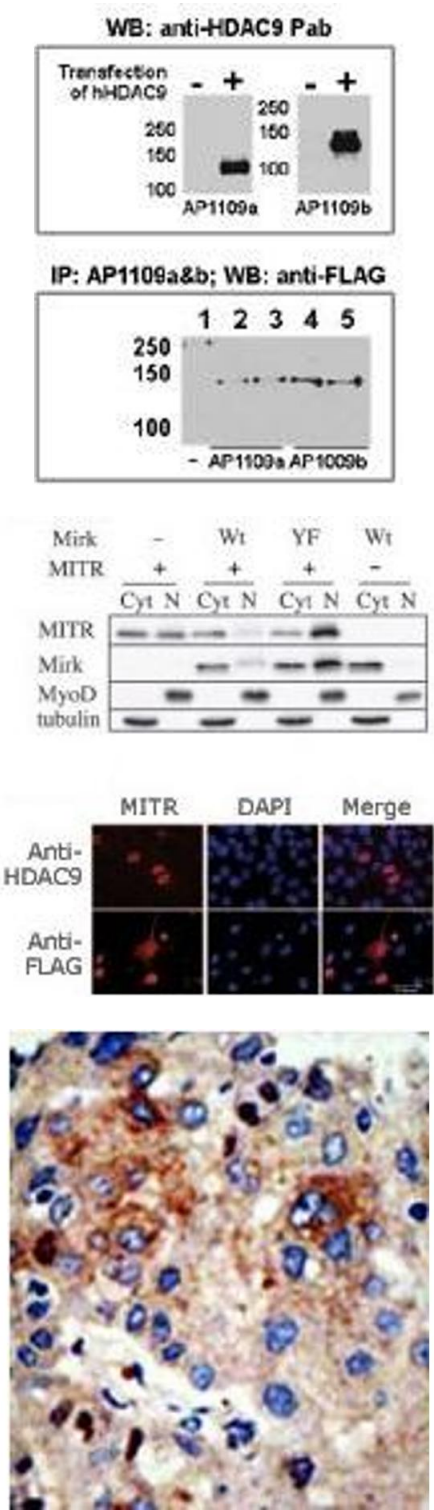 WB: anti-HDAC9 Pab
Transfection - + - +
of hHDAC9
250 250
150 150
100 100
AP1109a AP1109b
IP: AP1109a&b; WB: anti-FLAG
1 2 3 4 5
250
150
100
- AP1109a AP1009b
Mirk - Wt YF Wt
MITR + + + -
Cyt N Cyt N Cyt N Cyt N
MITR
Mirk
MyoD
tubulin
MITR DAPI Merge
Anti-
HDAC9
Anti-
FLAG